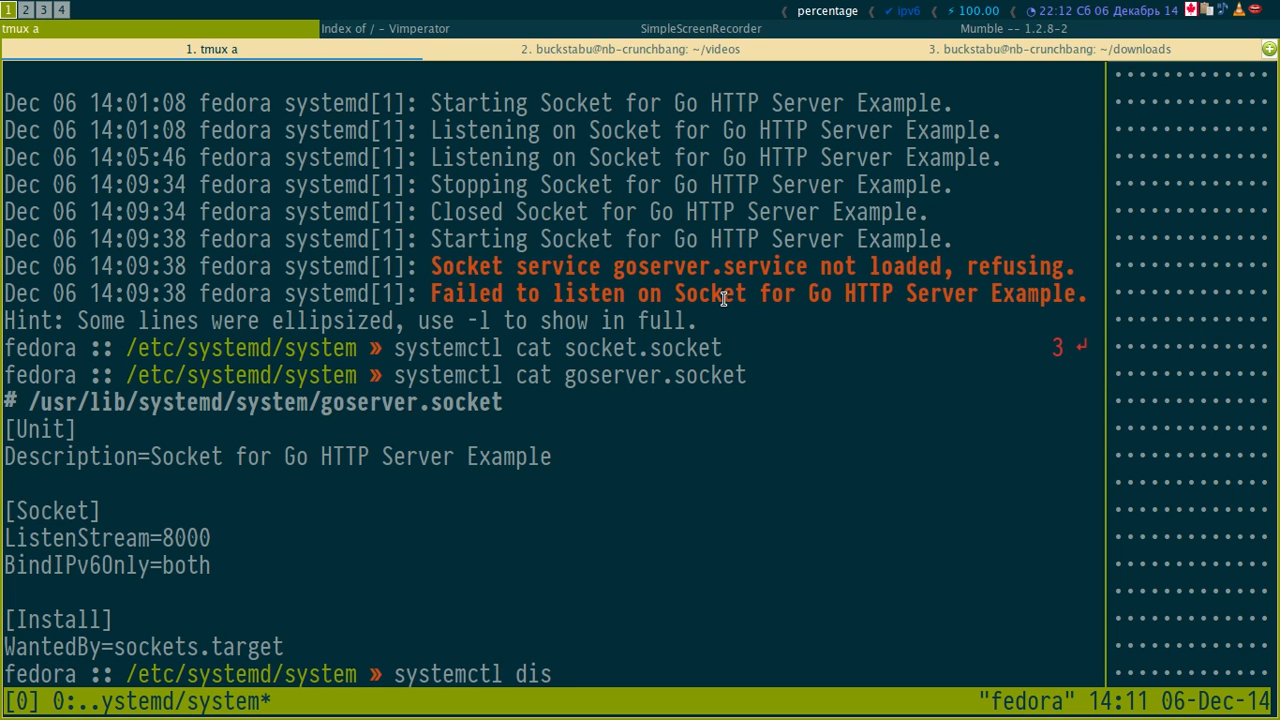 1 2 3 4 percentage ✔ ipv6 ⚡ 100.00 22:12 Сб 06 Декабрь 14
tmux a Index of / - Vimperator SimpleScreenRecorder Mumble -- 1.2.8-2
1. tmux a 2. buckstabu@nb-crunchbang: ~/videos 3. buckstabu@nb-crunchbang: ~/downloads
Dec 06 14:01:08 fedora systemd[1]: Starting Socket for Go HTTP Server Example.
Dec 06 14:01:08 fedora systemd[1]: Listening on Socket for Go HTTP Server Example.
Dec 06 14:05:46 fedora systemd[1]: Listening on Socket for Go HTTP Server Example.
Dec 06 14:09:34 fedora systemd[1]: Stopping Socket for Go HTTP Server Example.
Dec 06 14:09:34 fedora systemd[1]: Closed Socket for Go HTTP Server Example.
Dec 06 14:09:38 fedora systemd[1]: Starting Socket for Go HTTP Server Example.
Dec 06 14:09:38 fedora systemd[1]: Socket service goserver.service not loaded, refusing.
Dec 06 14:09:38 fedora systemd[1]: Failed to listen on Socket for Go HTTP Server Example.
Hint: Some lines were ellipsized, use -l to show in full.
fedora :: /etc/systemd/system » systemctl cat socket.socket 3 ↵
fedora :: /etc/systemd/system » systemctl cat goserver.socket
# /usr/lib/systemd/system/goserver.socket
[Unit]
Description=Socket for Go HTTP Server Example
[Socket]
ListenStream=8000
BindIPv6Only=both
[Install]
WantedBy=sockets.target
fedora :: /etc/systemd/system » systemctl dis
[0] 0:..ystemd/system* "fedora" 14:11 06-Dec-14